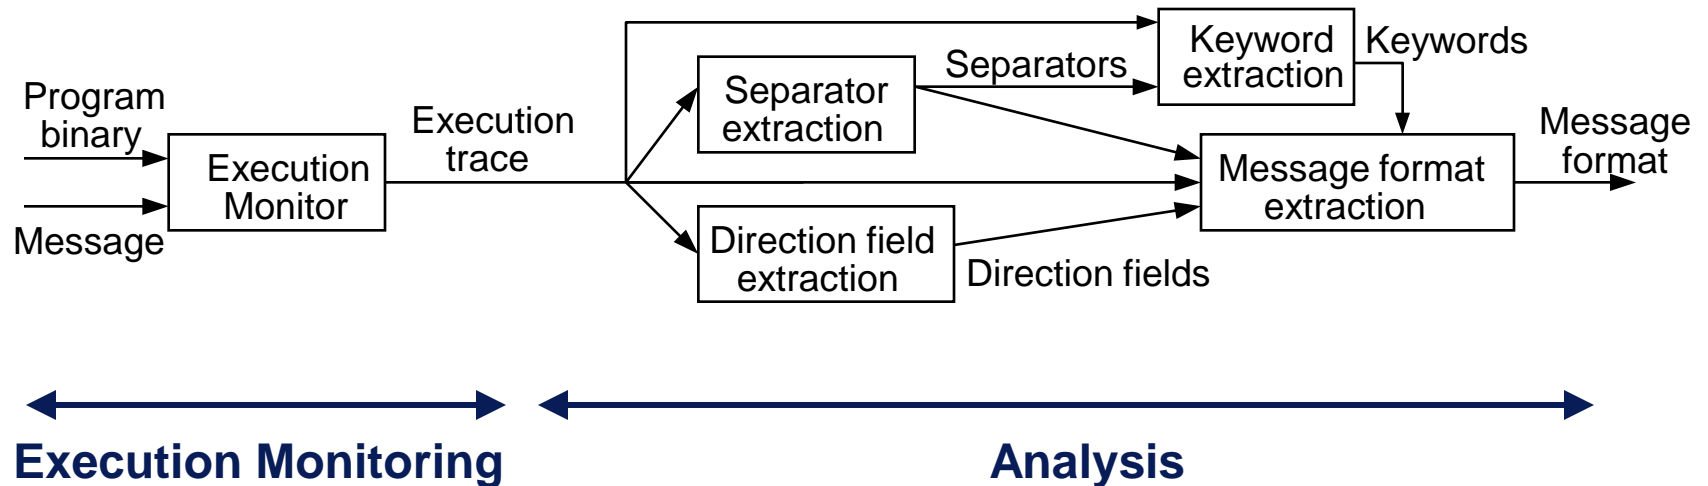 Program
binary
Message
Execution
Monitor
Execution
trace
Separator
extraction
Separators
Direction field
extraction
Direction fields
Keyword
extraction
Keywords
Message format
extraction
Message
format
Execution Monitoring
Analysis